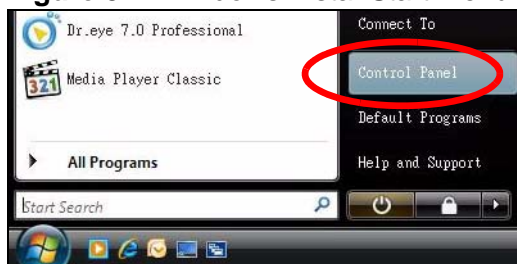 Dr.eye 7.0 Professional
Media Player Classic
All Programs
Start Search
Connect To
Control Panel
Default Programs
Help and Support